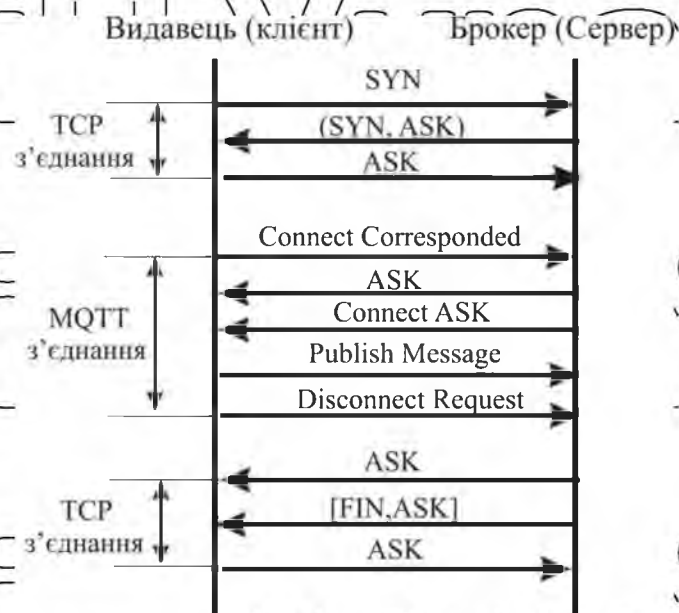 Видавець (клієнт) Брокер (Сервер)
SYN
TCP
з’єднання
(SYN, ASK)
ASK
Connect Corresponded
ASK
Connect ASK
MQTT
з’єднання
Publish Message
Disconnect Request
ASK
TCP
з’єднання
[FIN,ASK]
ASK